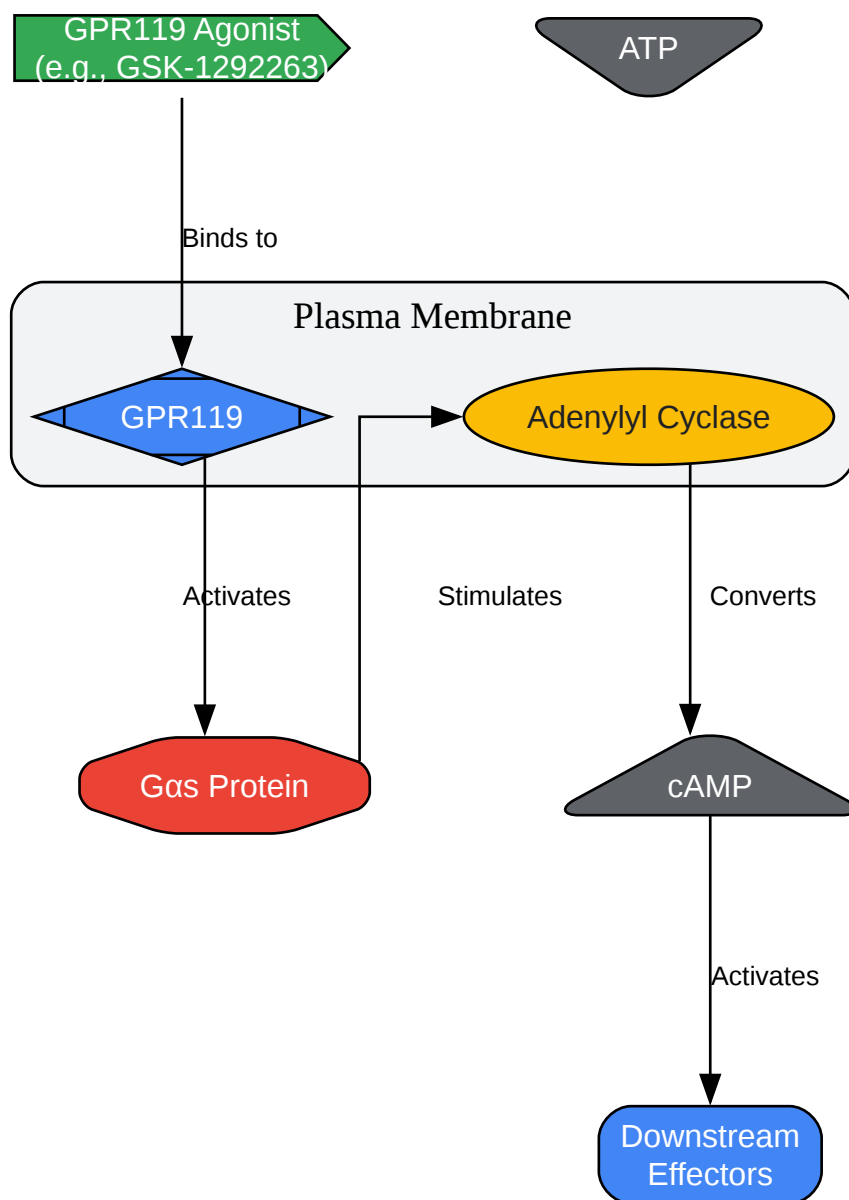 GPR119 Agonist
(e.g., GSK-1292263)
ATP
Binds to
Plasma Membrane
GPR119
Adenylyl Cyclase
Activates
Stimulates
Converts
Gαs Protein
cAMP
Activates
Downstream
Effectors